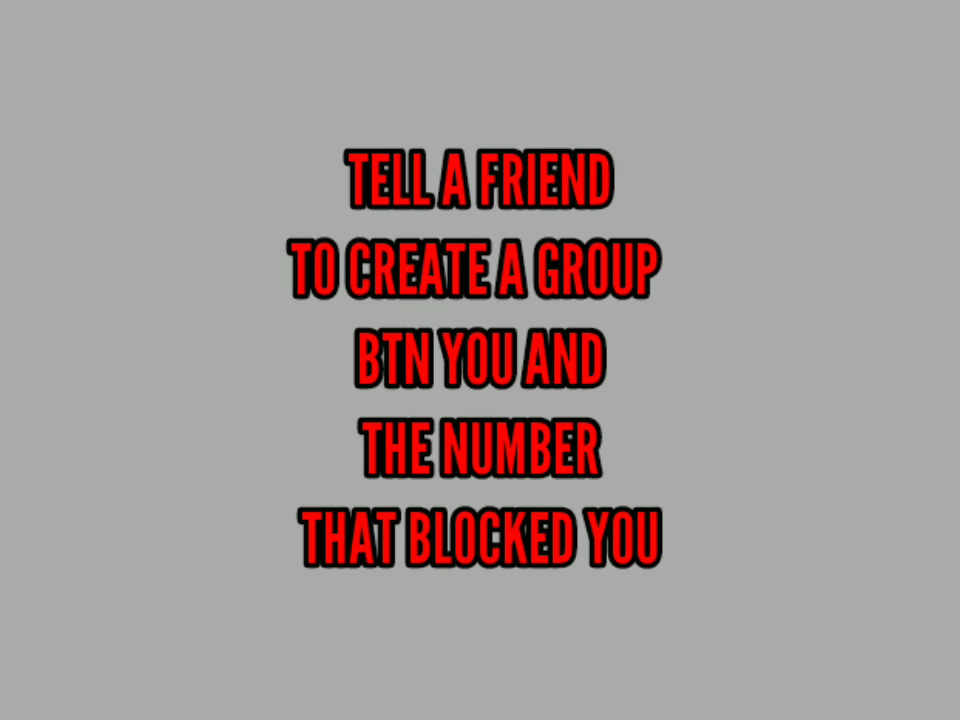 TELL A FRIEND
TO CREATE A GROUP
BTN YOU AND
THE NUMBER
THAT BLOCKED YOU